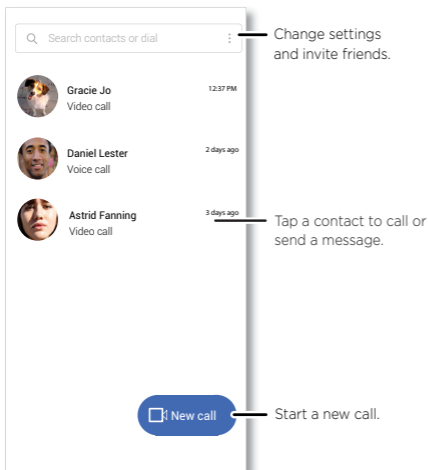 Search contacts or dial
Change settings
and invite friends.
Gracie Jo
12:37 PM
Video call
Daniel Lester
2 days ago
Voice call
Astrid Fanning
3 days ago
Video call
Tap a contact to call or
send a message.
New call
Start a new call.